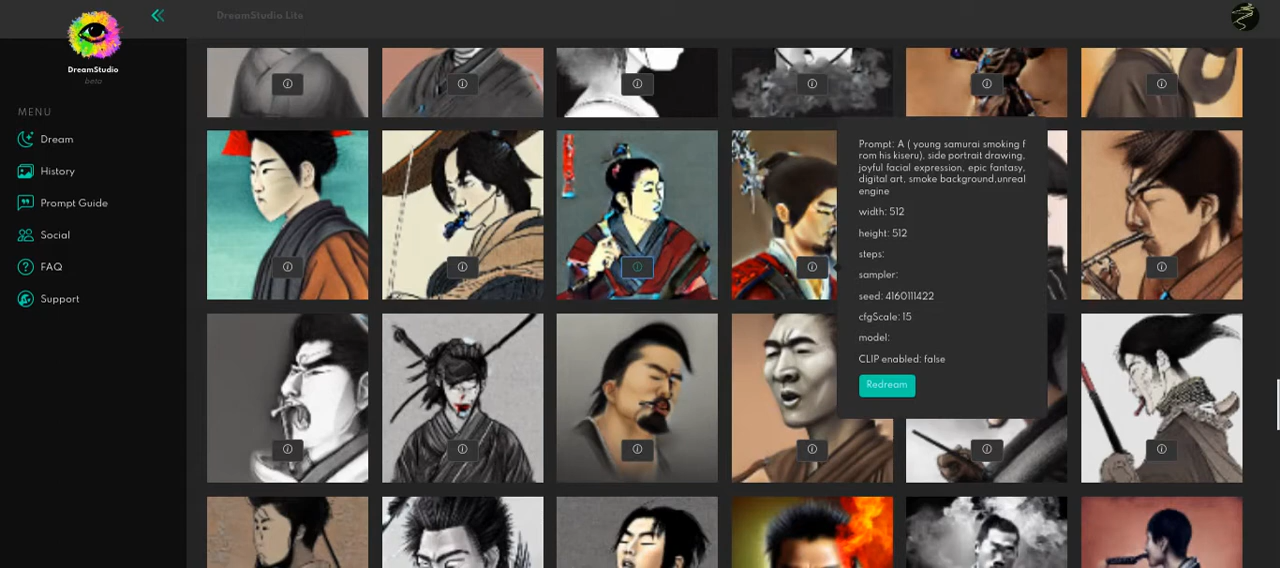 DreamStudio Lite
DreamStudio
beta
MENU
Dream
History
Prompt Guide
Social
FAQ
Support
Prompt: A ( young samurai smoking f
rom his kiseru), side portrait drawing,
joyful facial expression, epic fantasy,
digital art, smoke background,unreal
engine
width: 512
height: 512
steps:
sampler:
seed: 4160111422
cfgScale: 15
model:
CLIP enabled: false
Redream